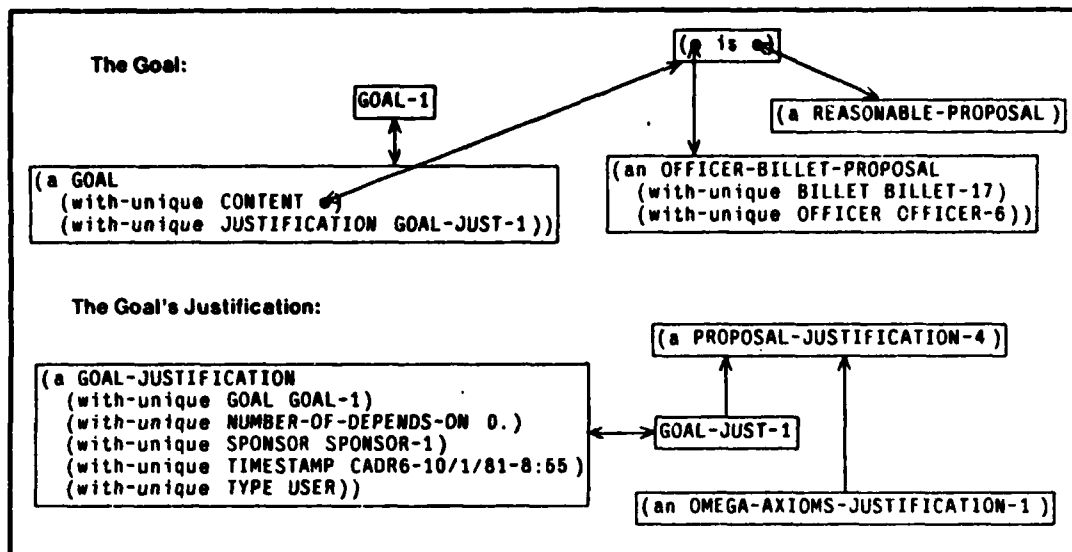 The Goal:
(● is ●)
GOAL-1
(a REASONABLE-PROPOSAL )
(a GOAL
(with-unique CONTENT ●)
(with-unique JUSTIFICATION GOAL-JUST-1))
(an OFFICER-BILLET-PROPOSAL
(with-unique BILLET BILLET-17)
(with-unique OFFICER OFFICER-6))
The Goal's Justification:
(a PROPOSAL-JUSTIFICATION-4 )
(a GOAL-JUSTIFICATION
(with-unique GOAL GOAL-1)
(with-unique NUMBER-OF-DEPENDS-ON 0.)
(with-unique SPONSOR SPONSOR-1)
(with-unique TIMESTAMP CADR6-10/1/81-8:55 )
(with-unique TYPE USER))
GOAL-JUST-1
(an OMEGA-AXIOMS-JUSTIFICATION-1 )